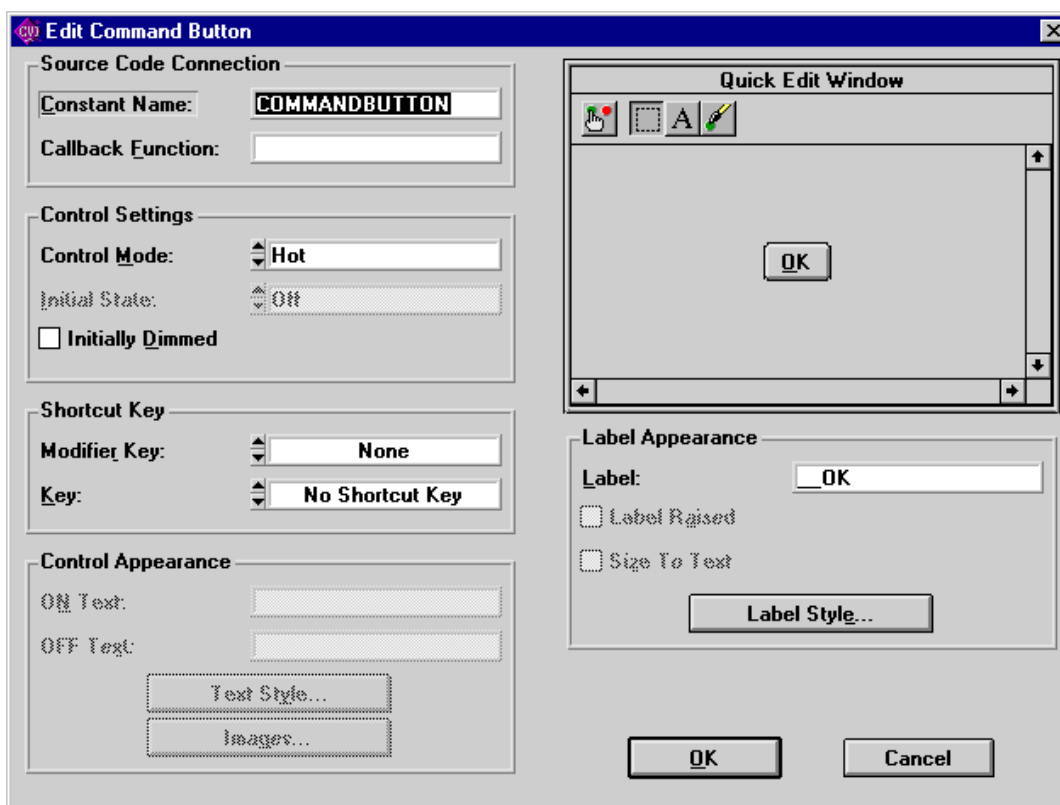 CVI Edit Command Button
Source Code Connection
Constant Name: COMMANDBUTTON
Callback Function:
Control Settings
Control Mode: Hot
Initial State: Off
Initially Dimmed
Shortcut Key
Modifier Key: None
Key: No Shortcut Key
Control Appearance
ON Text:
OFF Text:
Text Style...
Images...
Quick Edit Window
A
OK
Label Appearance
Label: __OK
Label Raised
Size To Text
Label Style...
OK Cancel